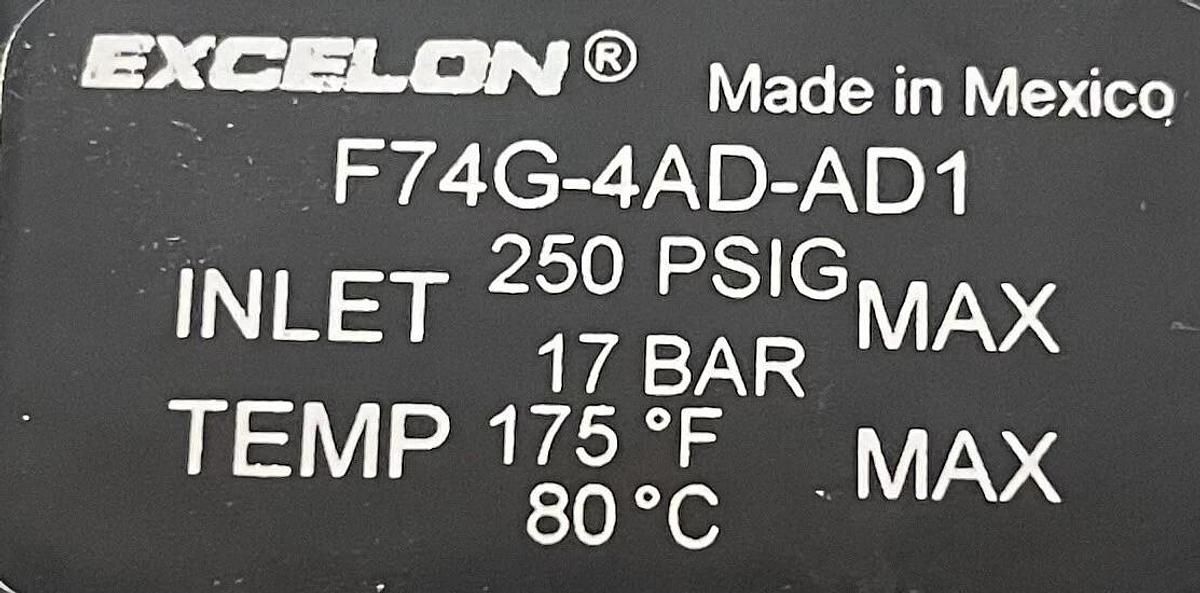 EXCELON® Made in Mexico
F74G-4AD-AD1
INLET 250 PSIG MAX
17 BAR
TEMP 175 °F MAX
80 °C